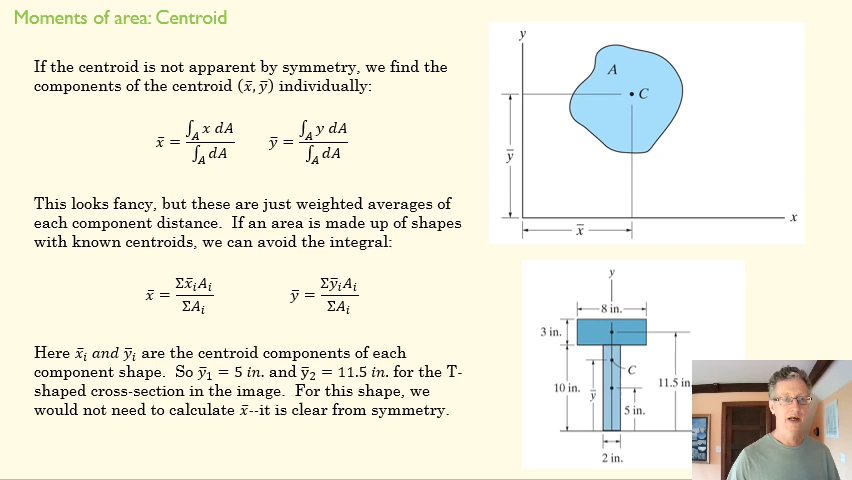 Moments of area: Centroid
If the centroid is not apparent by symmetry, we find the
components of the centroid (x̄, ȳ) individually:
x̄ = ∫_A x dA / ∫_A dA    ȳ = ∫_A y dA / ∫_A dA
This looks fancy, but these are just weighted averages of
each component distance.  If an area is made up of shapes
with known centroids, we can avoid the integral:
x̄ = Σx̄ᵢAᵢ / ΣAᵢ    ȳ = ΣȳᵢAᵢ / ΣAᵢ
Here x̄ᵢ and ȳᵢ are the centroid components of each
component shape.  So ȳ₁ = 5 in. and ȳ₂ = 11.5 in. for the T-
shaped cross-section in the image.  For this shape, we
would not need to calculate x̄--it is clear from symmetry.
y
A
C
ȳ
x
x̄
y
8 in.
3 in.
C
10 in.
ȳ
11.5 in
5 in.
2 in.